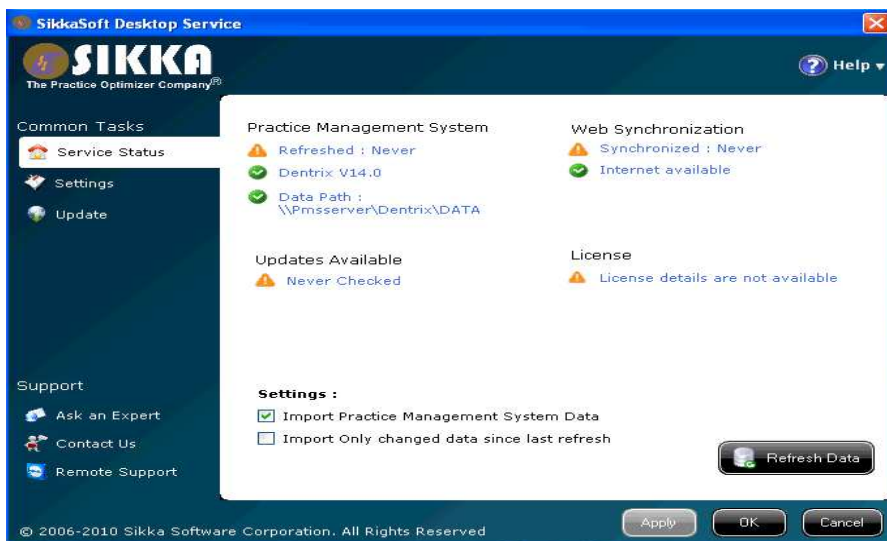 SikkaSoft Desktop Service
SIKKA
The Practice Optimizer Company®
Help
Common Tasks
Service Status
Settings
Update
Practice Management System
Refreshed : Never
Dentrix V14.0
Data Path :
\\Pmsserver\Dentrix\DATA
Web Synchronization
Synchronized : Never
Internet available
Updates Available
Never Checked
License
License details are not available
Support
Ask an Expert
Contact Us
Remote Support
Settings :
Import Practice Management System Data
Import Only changed data since last refresh
Refresh Data
© 2006-2010 Sikka Software Corporation. All Rights Reserved
Apply
OK
Cancel